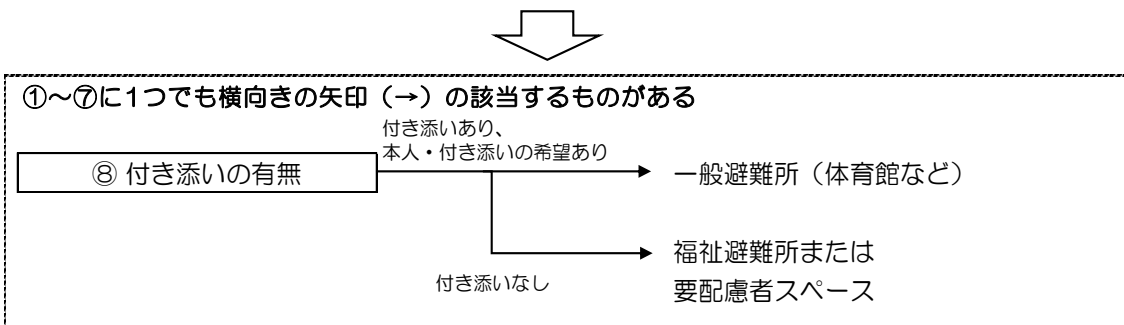 ①～⑦に1つでも横向きの矢印（→）の該当するものがある
付き添いあり、
本人・付き添いの希望あり
⑧ 付き添いの有無
一般避難所（体育館など）
福祉避難所または
要配慮者スペース
付き添いなし